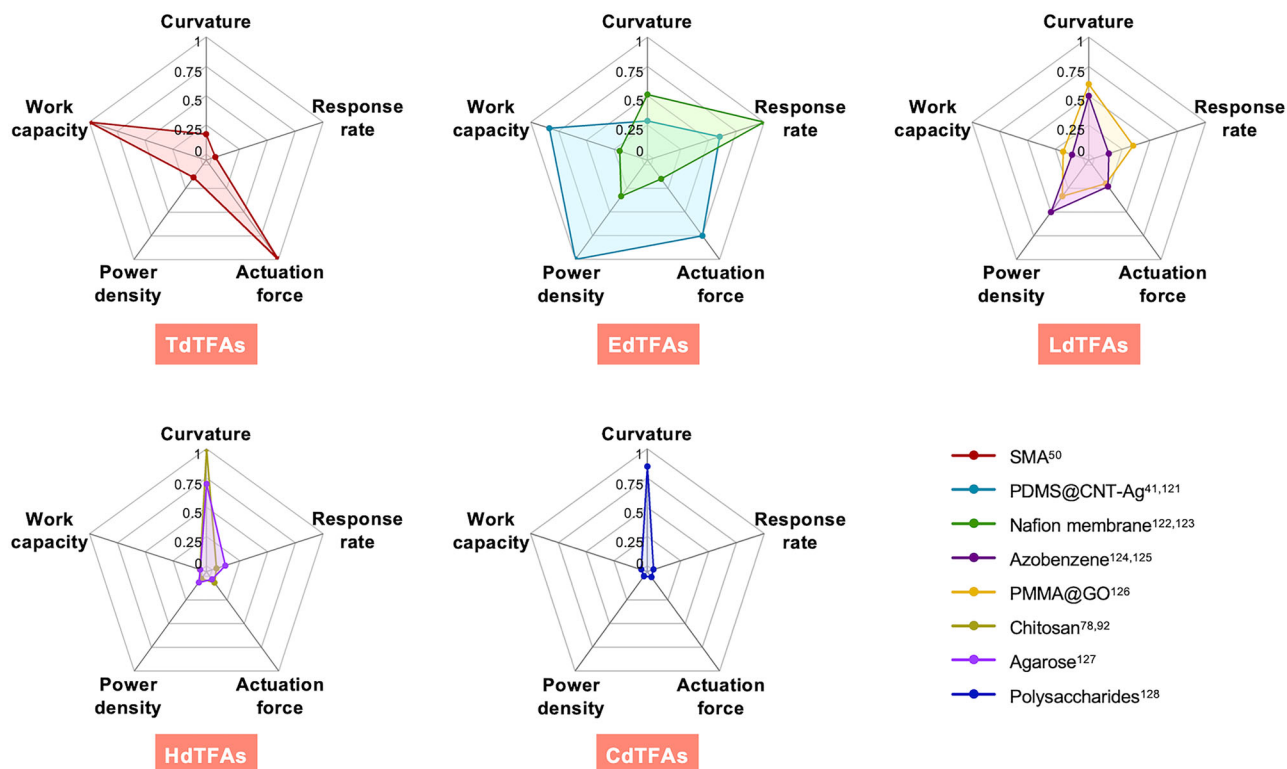 Curvature
1
0.75
0.5
0.25
0
Work
capacity
Response
rate
Power
density
Actuation
force
TdTFAs
Curvature
1
0.75
0.5
0.25
0
Work
capacity
Response
rate
Power
density
Actuation
force
EdTFAs
Curvature
1
0.75
0.5
0.25
0
Work
capacity
Response
rate
Power
density
Actuation
force
LdTFAs
Curvature
1
0.75
0.5
0.25
0
Work
capacity
Response
rate
Power
density
Actuation
force
HdTFAs
Curvature
1
0.75
0.5
0.25
0
Work
capacity
Response
rate
Power
density
Actuation
force
CdTFAs
SMA⁵⁰
PDMS@CNT-Ag⁴¹,¹²¹
Nafion membrane¹²²,¹²³
Azobenzene¹²⁴,¹²⁵
PMMA@GO¹²⁶
Chitosan⁷⁸,⁹²
Agarose¹²⁷
Polysaccharides¹²⁸